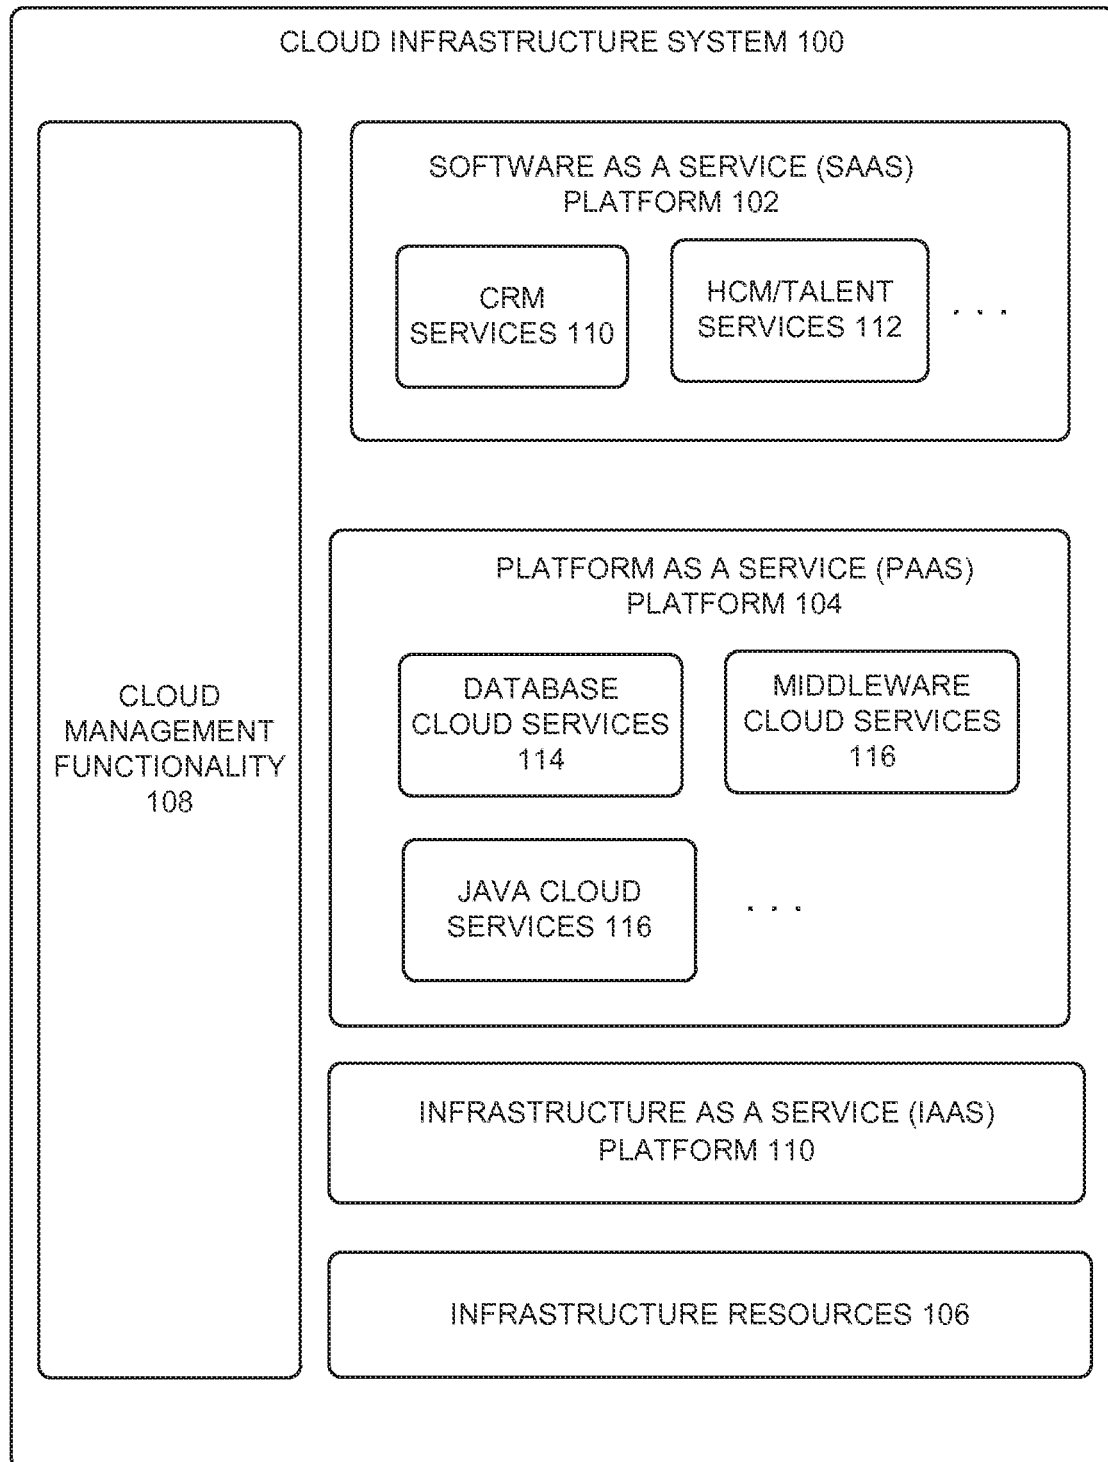 CLOUD INFRASTRUCTURE SYSTEM 100
SOFTWARE AS A SERVICE (SAAS)
PLATFORM 102
CRM
SERVICES 110
HCM/TALENT
SERVICES 112
. . .
PLATFORM AS A SERVICE (PAAS)
PLATFORM 104
DATABASE
CLOUD SERVICES
114
MIDDLEWARE
CLOUD SERVICES
116
JAVA CLOUD
SERVICES 116
. . .
CLOUD
MANAGEMENT
FUNCTIONALITY
108
INFRASTRUCTURE AS A SERVICE (IAAS)
PLATFORM 110
INFRASTRUCTURE RESOURCES 106